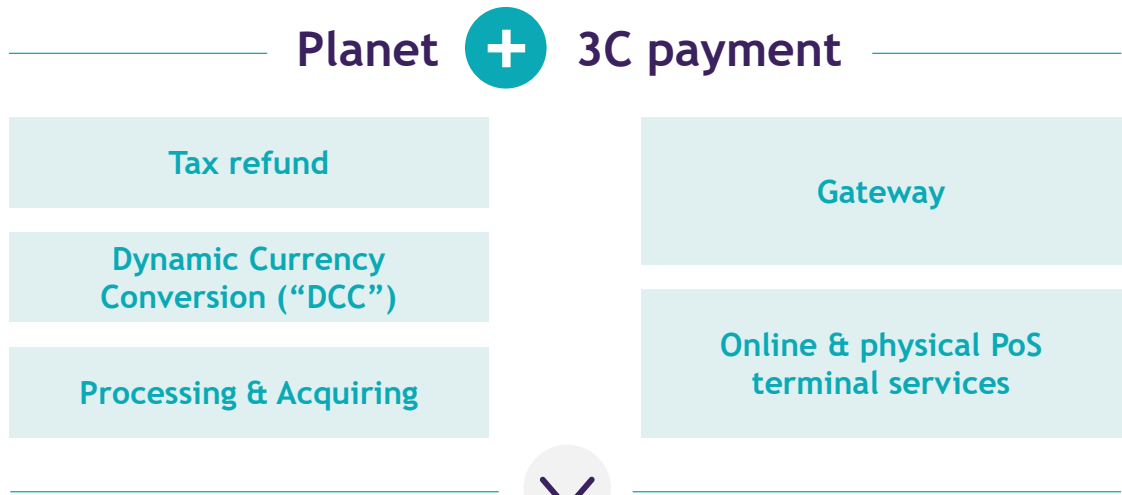 Planet + 3C payment
Tax refund
Dynamic Currency
Conversion (“DCC”)
Processing & Acquiring
Gateway
Online & physical PoS
terminal services